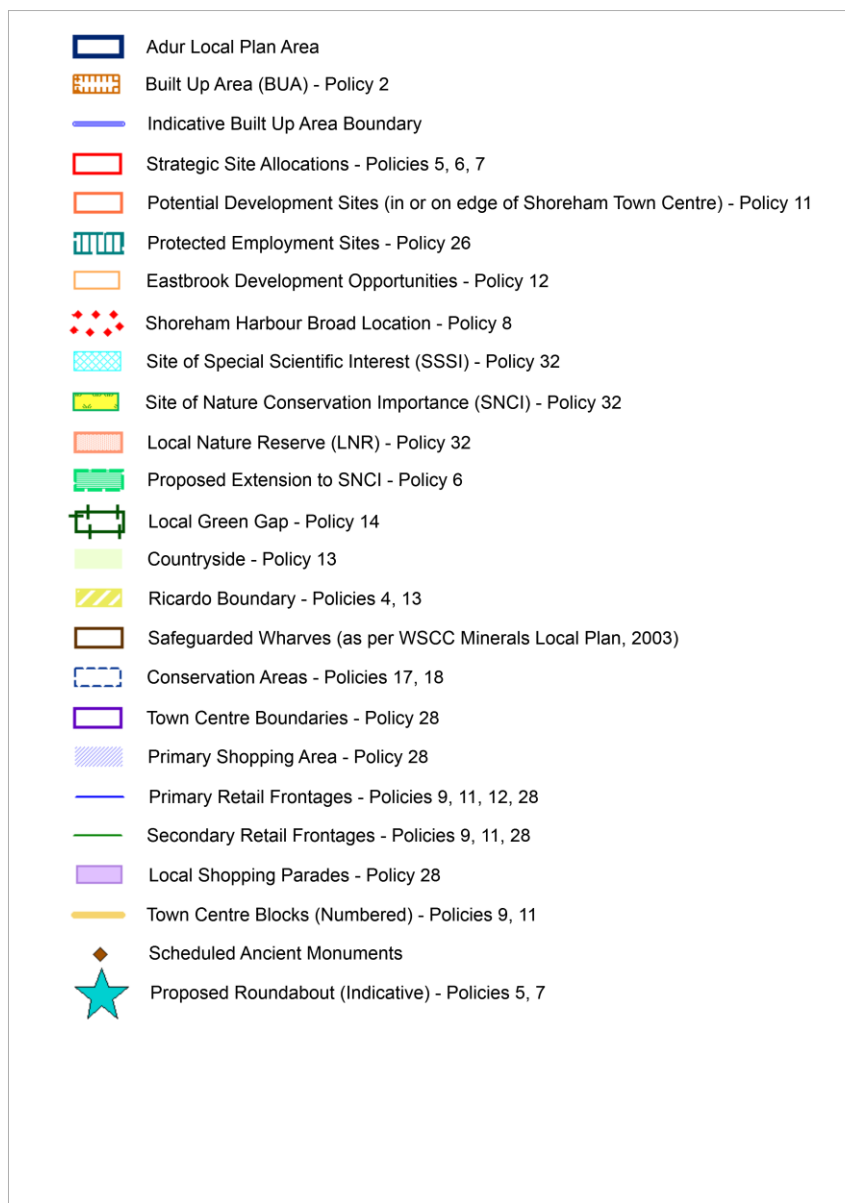 Adur Local Plan Area
Built Up Area (BUA) - Policy 2
Indicative Built Up Area Boundary
Strategic Site Allocations - Policies 5, 6, 7
Potential Development Sites (in or on edge of Shoreham Town Centre) - Policy 11
Protected Employment Sites - Policy 26
Eastbrook Development Opportunities - Policy 12
Shoreham Harbour Broad Location - Policy 8
Site of Special Scientific Interest (SSSI) - Policy 32
Site of Nature Conservation Importance (SNCI) - Policy 32
Local Nature Reserve (LNR) - Policy 32
Proposed Extension to SNCI - Policy 6
Local Green Gap - Policy 14
Countryside - Policy 13
Ricardo Boundary - Policies 4, 13
Safeguarded Wharves (as per WSCC Minerals Local Plan, 2003)
Conservation Areas - Policies 17, 18
Town Centre Boundaries - Policy 28
Primary Shopping Area - Policy 28
Primary Retail Frontages - Policies 9, 11, 12, 28
Secondary Retail Frontages - Policies 9, 11, 28
Local Shopping Parades - Policy 28
Town Centre Blocks (Numbered) - Policies 9, 11
Scheduled Ancient Monuments
Proposed Roundabout (Indicative) - Policies 5, 7